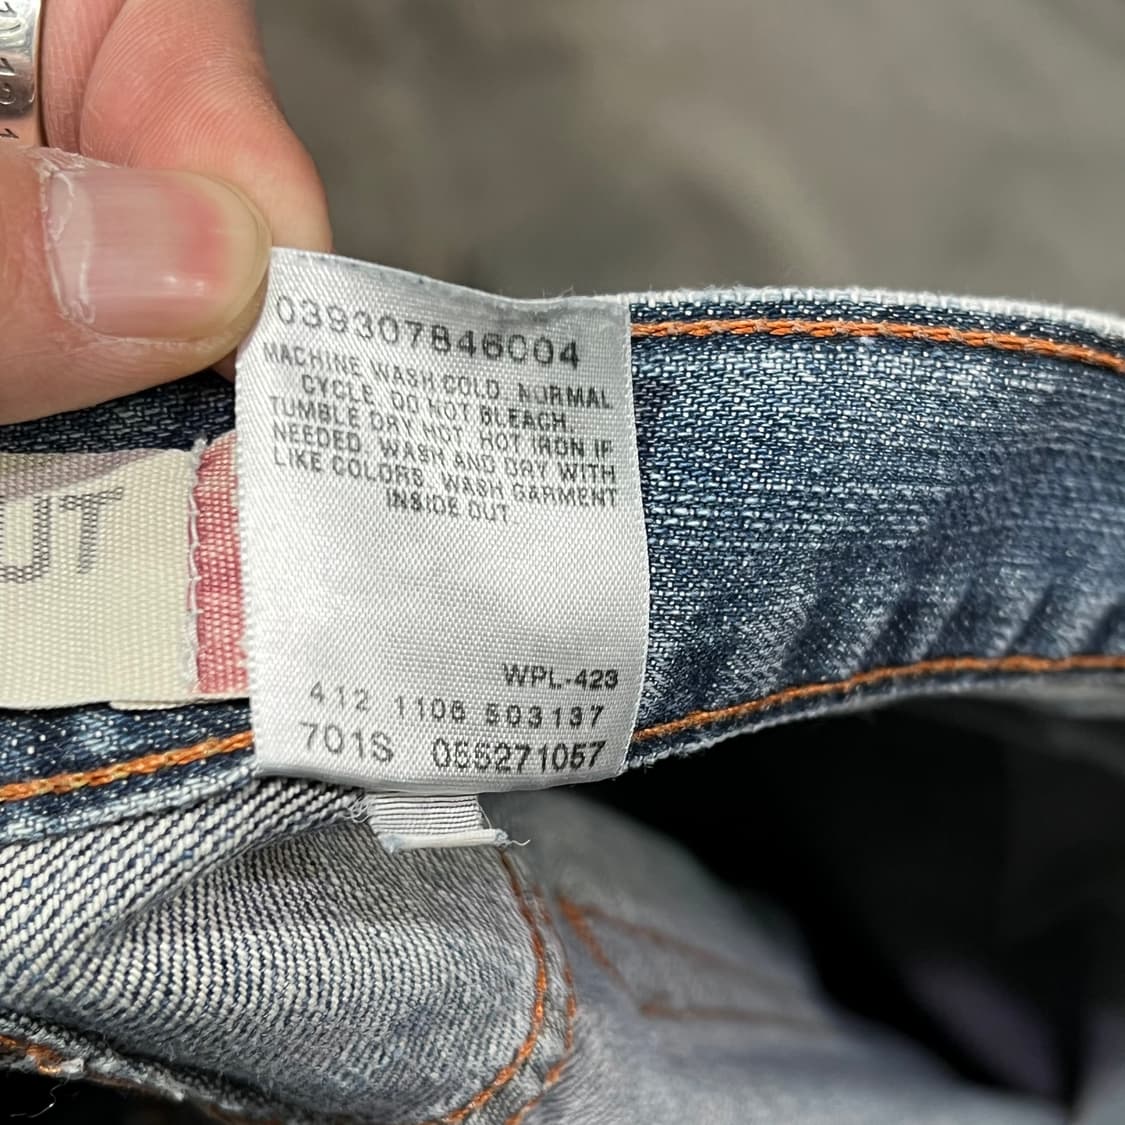 039307846004
MACHINE WASH COLD, NORMAL
CYCLE, DO NOT BLEACH,
TUMBLE DRY HOT, HOT IRON IF
NEEDED, WASH AND DRY WITH
LIKE COLORS, WASH GARMENT
INSIDE OUT
UT
WPL-423
412 1106 503137
701S 055271057